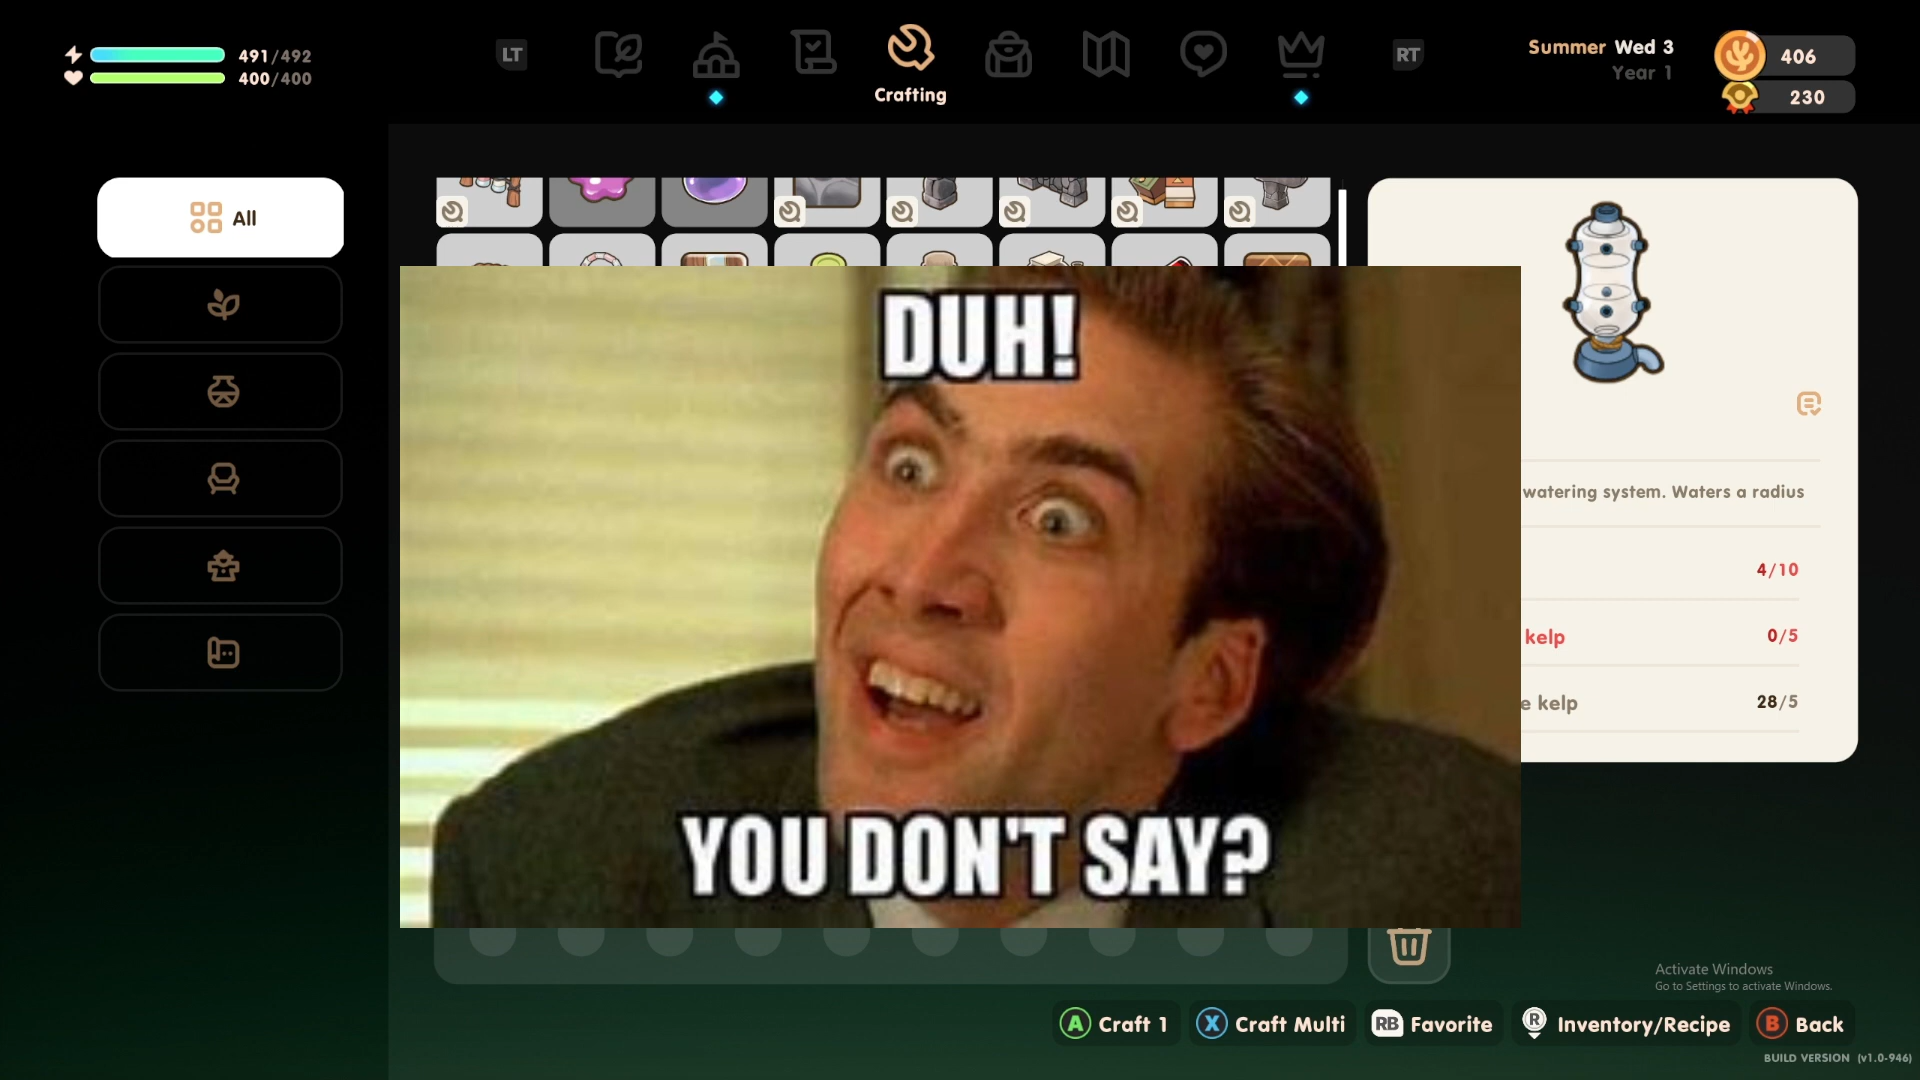 491/492
400/400
LT
Crafting
RT
Summer Wed 3
Year 1
406
230
All
DUH!
YOU DON'T SAY?
watering system. Waters a radius
4/10
kelp
0/5
e kelp
28/5
Activate Windows
Go to Settings to activate Windows.
A Craft 1
X Craft Multi
RB Favorite
R Inventory/Recipe
B Back
BUILD VERSION (v1.0-946)